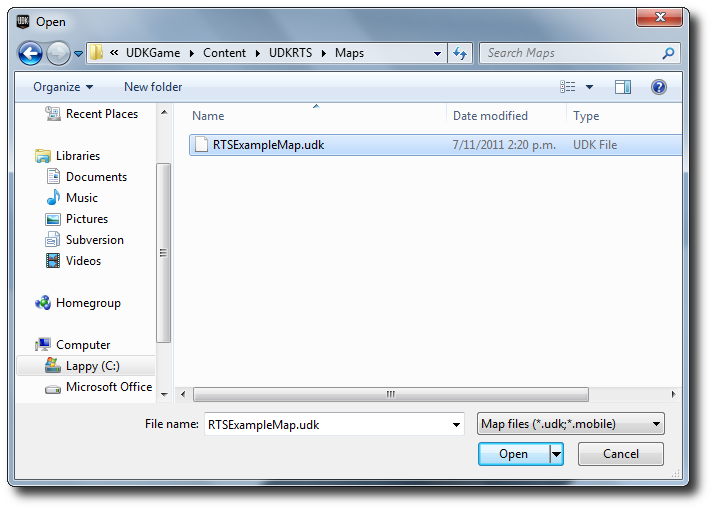 UDK Open
« UDKGame Content UDKRTS Maps Search Maps
Organize New folder
Name Date modified Type
RTSExampleMap.udk 7/11/2011 2:20 p.m. UDK File
Recent Places
Libraries
Documents
Music
Pictures
Subversion
Videos
Homegroup
Computer
Lappy (C:)
Microsoft Office
File name: RTSExampleMap.udk Map files (*.udk;*.mobile)
Open Cancel